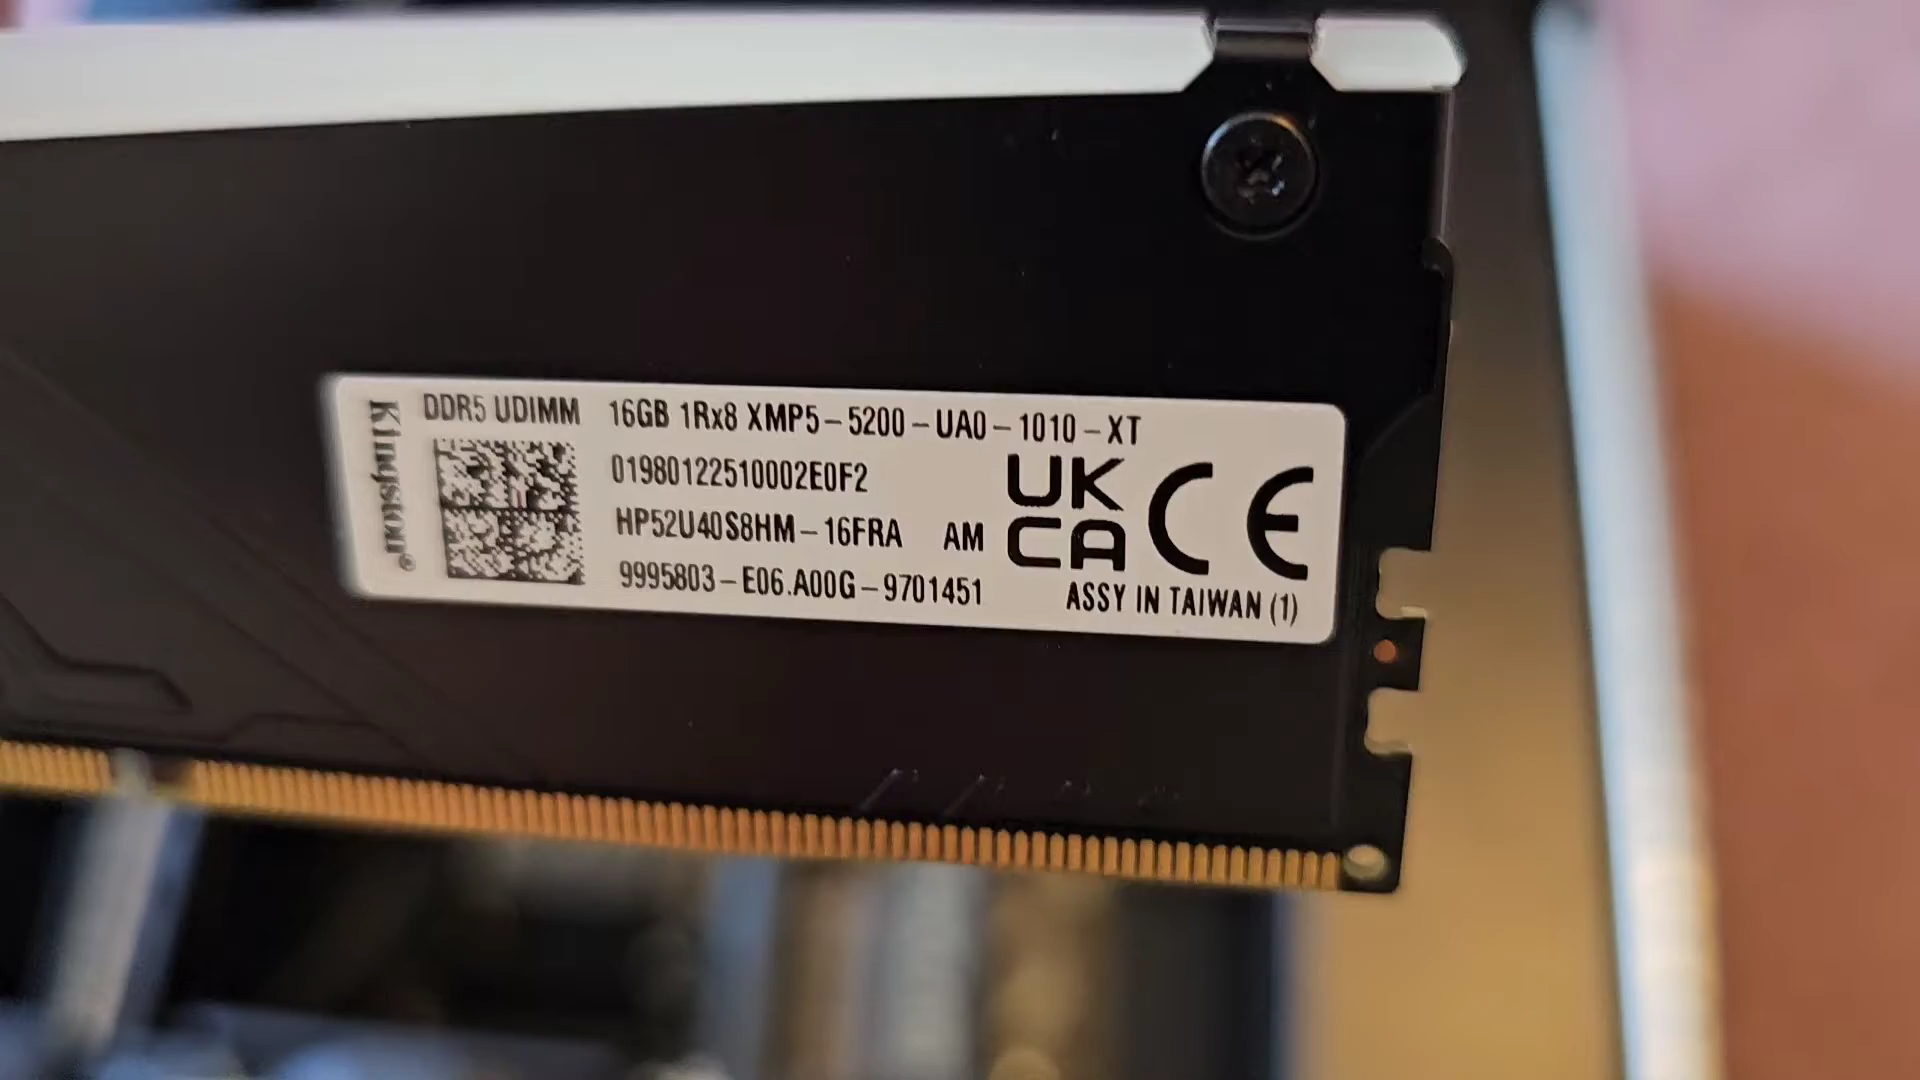 Kingston®
DDR5 UDIMM 16GB 1Rx8 XMP5-5200-UA0-1010-XT
01980122510002E0F2
HP52U40S8HM-16FRA AM
9995803-E06.A00G-9701451
UK
CA
CE
ASSY IN TAIWAN (1)